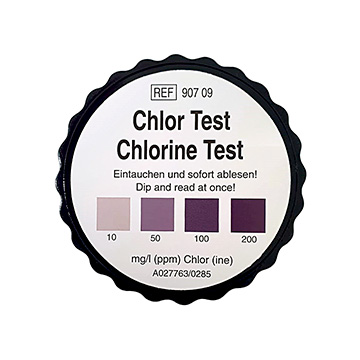 REF 907 09
Chlor Test
Chlorine Test
Eintauchen und sofort ablesen!
Dip and read at once!
10 50 100 200
mg/l (ppm) Chlor (ine)
A027763/0285